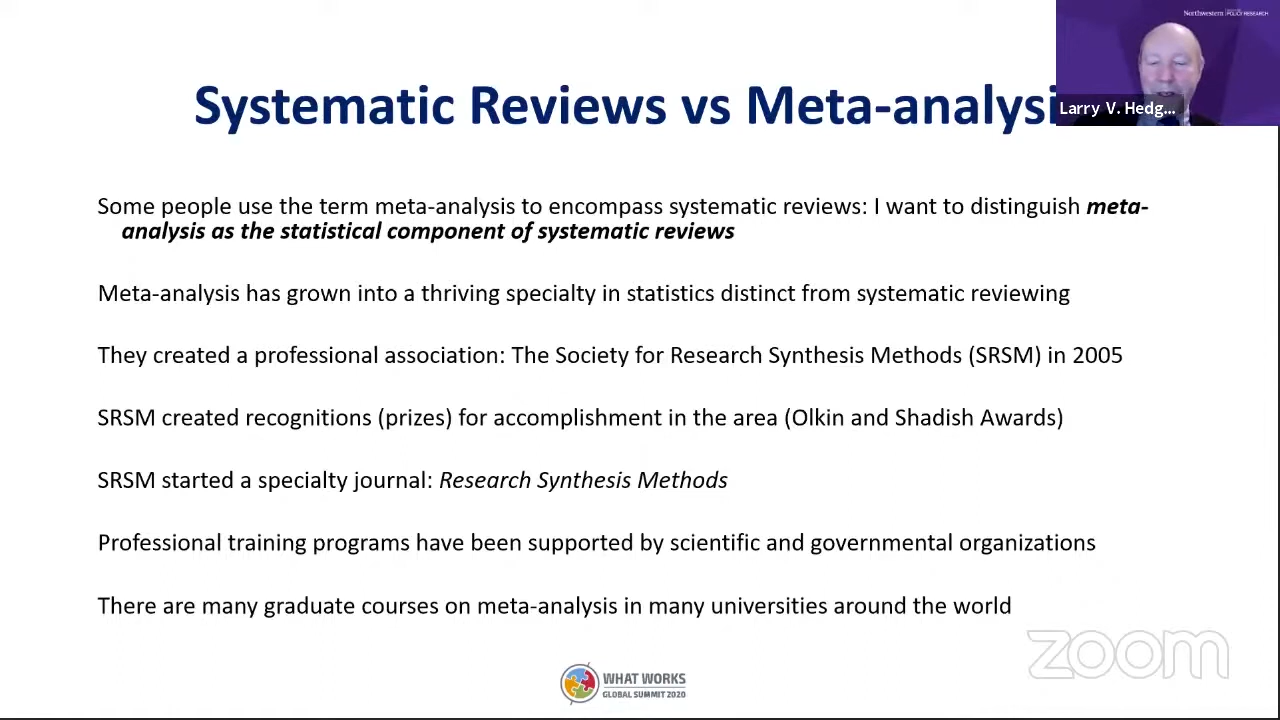 Northwestern
POLICY RESEARCH
Systematic Reviews vs Meta-analysi
Larry V. Hedg...
Some people use the term meta-analysis to encompass systematic reviews: I want to distinguish meta-
analysis as the statistical component of systematic reviews
Meta-analysis has grown into a thriving specialty in statistics distinct from systematic reviewing
They created a professional association: The Society for Research Synthesis Methods (SRSM) in 2005
SRSM created recognitions (prizes) for accomplishment in the area (Olkin and Shadish Awards)
SRSM started a specialty journal: Research Synthesis Methods
Professional training programs have been supported by scientific and governmental organizations
There are many graduate courses on meta-analysis in many universities around the world
zoom
WHAT WORKS
GLOBAL SUMMIT 2020